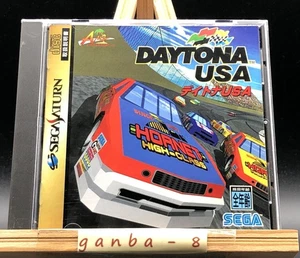 SEGA SATURN
DAYTONA
USA
デイトナUSA
HORNET
HIGH-CLASS
SEGA
ganba - 8